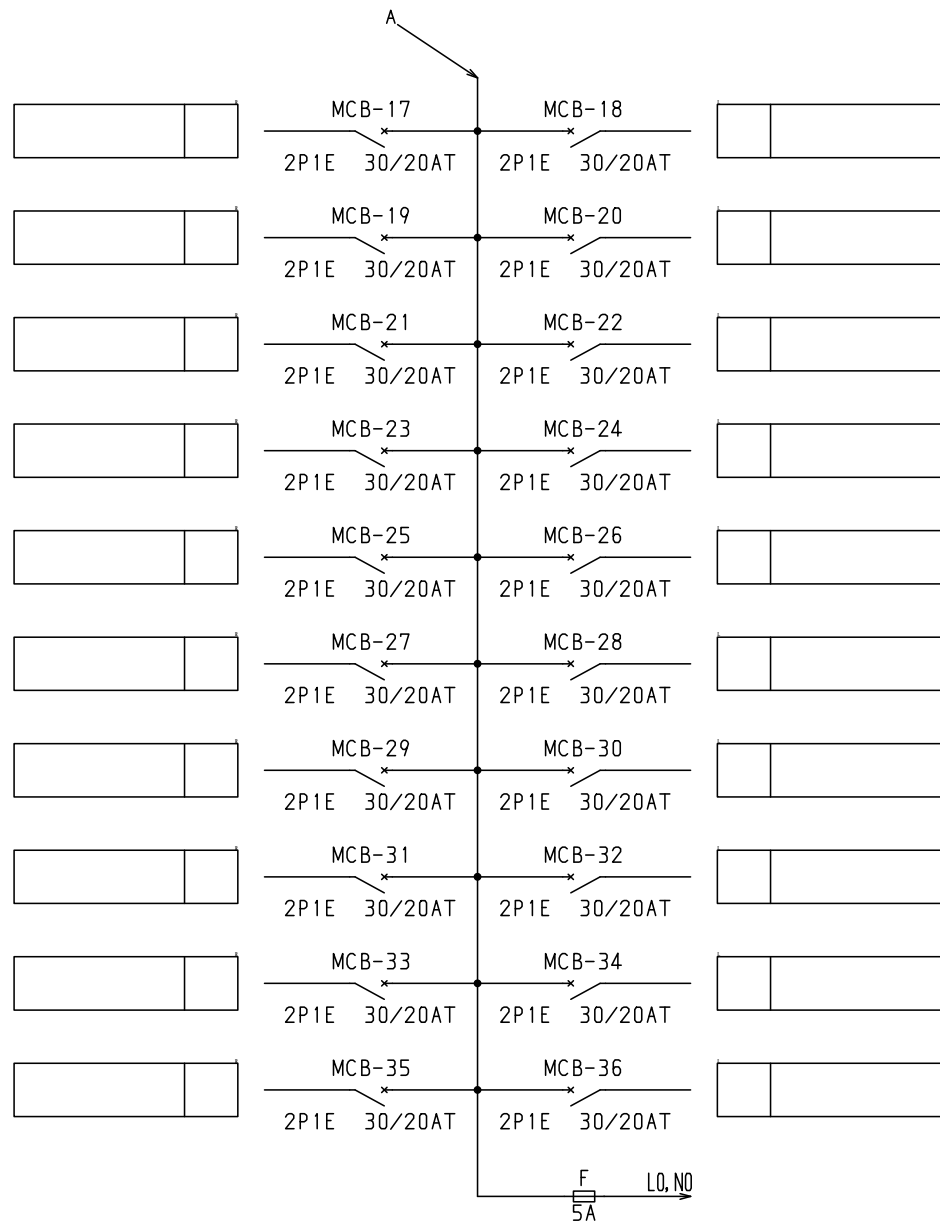 A
MCB-17 MCB-18
2P1E 30/20AT 2P1E 30/20AT
MCB-19 MCB-20
2P1E 30/20AT 2P1E 30/20AT
MCB-21 MCB-22
2P1E 30/20AT 2P1E 30/20AT
MCB-23 MCB-24
2P1E 30/20AT 2P1E 30/20AT
MCB-25 MCB-26
2P1E 30/20AT 2P1E 30/20AT
MCB-27 MCB-28
2P1E 30/20AT 2P1E 30/20AT
MCB-29 MCB-30
2P1E 30/20AT 2P1E 30/20AT
MCB-31 MCB-32
2P1E 30/20AT 2P1E 30/20AT
MCB-33 MCB-34
2P1E 30/20AT 2P1E 30/20AT
MCB-35 MCB-36
2P1E 30/20AT 2P1E 30/20AT
F L0,N0
5A